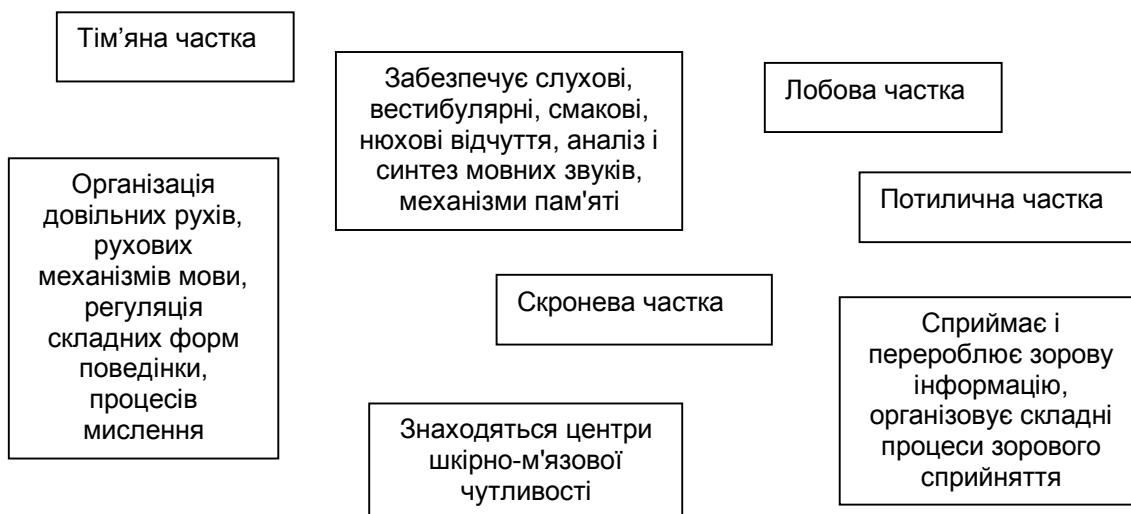 Тім’яна частка
Забезпечує слухові,
вестибулярні, смакові,
нюхові відчуття, аналіз і
синтез мовних звуків,
механізми пам'яті
Лобова частка
Організація
довільних рухів,
рухових
механізмів мови,
регуляція
складних форм
поведінки,
процесів
мислення
Потилична частка
Скронева частка
Сприймає і
перероблює зорову
інформацію,
організовує складні
процеси зорового
сприйняття
Знаходяться центри
шкірно-м'язової
чутливості